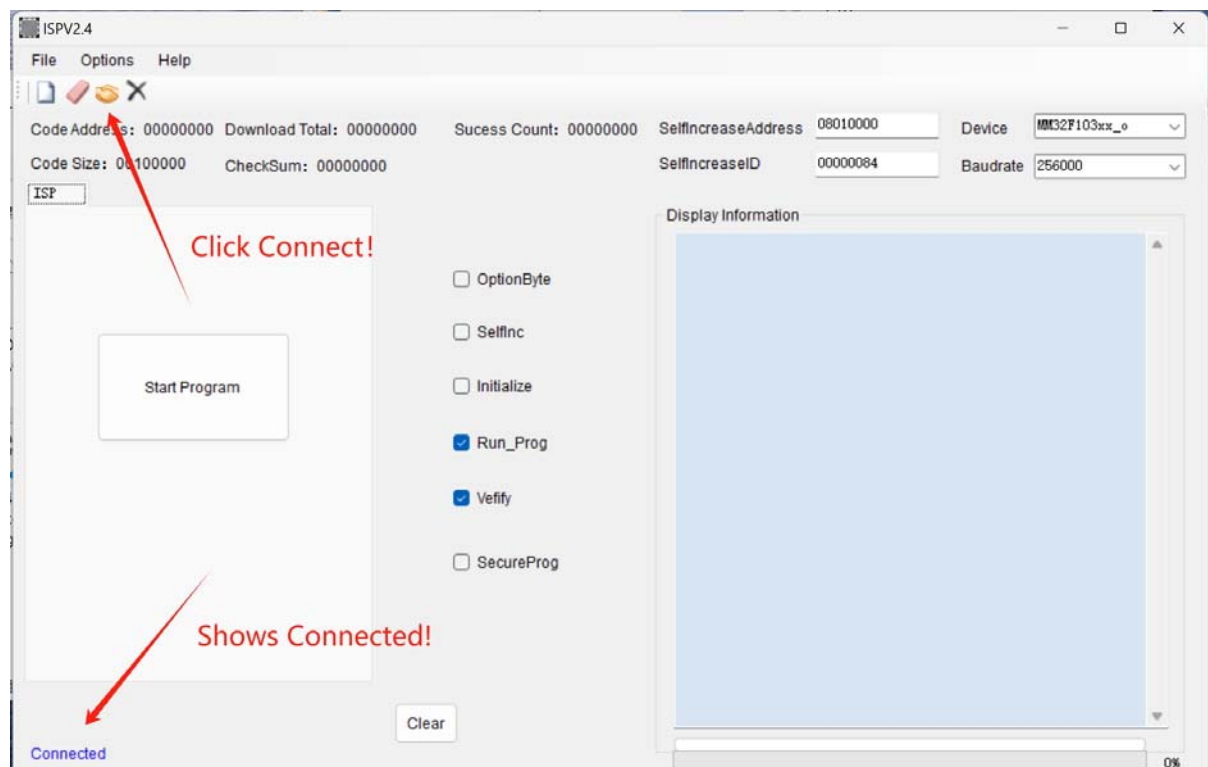 ISPV2.4
File Options Help
Code Address: 00000000 Download Total: 00000000 Sucess Count: 00000000 SelfIncreaseAddress 08010000 Device MM32F103xx_o
Code Size: 00100000 CheckSum: 00000000 SelfIncreaseID 00000084 Baudrate 256000
ISP
Display Information
Click Connect!
OptionByte
SelfInc
Start Program
Initialize
Run_Prog
Vefify
SecureProg
Shows Connected!
Clear
Connected
0%